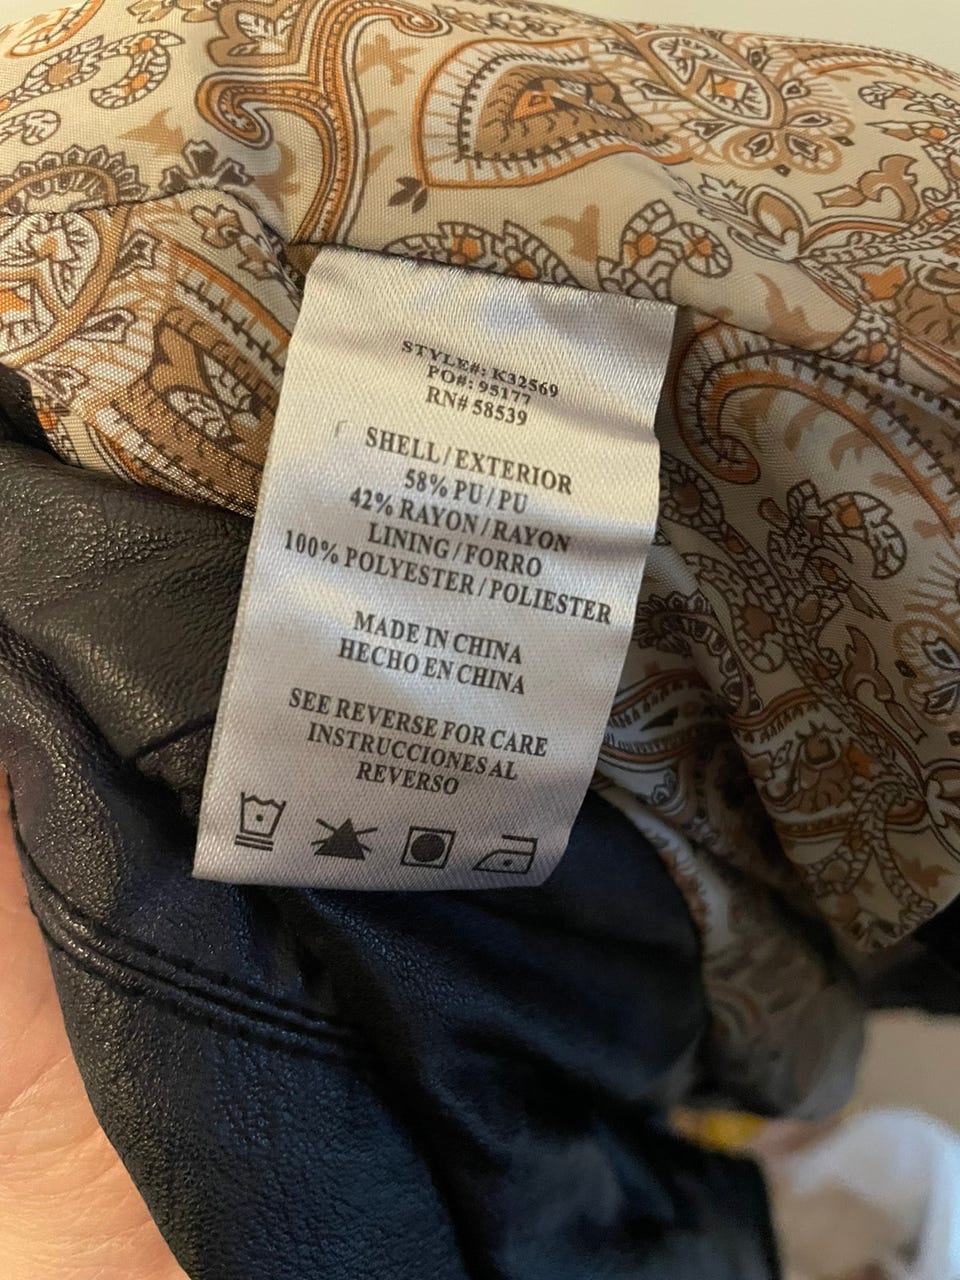 STYLE#: K32569
PO#: 95177
RN# 58539
SHELL / EXTERIOR
58% PU / PU
42% RAYON / RAYON
LINING / FORRO
100% POLYESTER / POLIESTER
MADE IN CHINA
HECHO EN CHINA
SEE REVERSE FOR CARE
INSTRUCCIONES AL
REVERSO